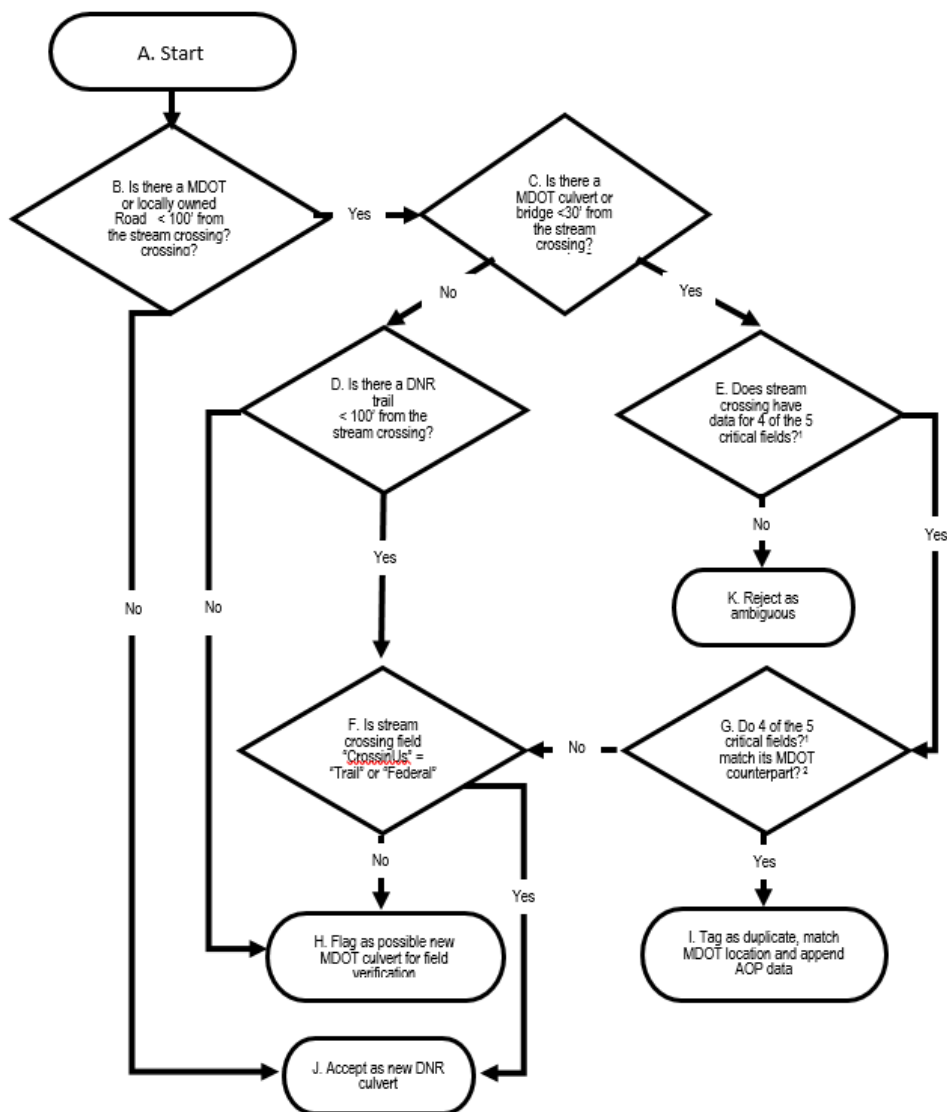 A. Start
B. Is there a MDOT
or locally owned
Road < 100' from
the stream crossing?
crossing?
Yes
C. Is there a
MDOT culvert or
bridge <30' from
the stream
crossing?
No
Yes
D. Is there a DNR
trail
< 100' from the
stream crossing?
E. Does stream
crossing have
data for 4 of the 5
critical fields?¹
No
Yes
Yes
No
No
K. Reject as
ambiguous
F. Is stream
crossing field
“CrossinUs” =
“Trail” or “Federal”
No
G. Do 4 of the 5
critical fields?¹
match its MDOT
counterpart? ²
No
Yes
Yes
H. Flag as possible new
MDOT culvert for field
verification
I. Tag as duplicate, match
MDOT location and append
AOP data
J. Accept as new DNR
culvert